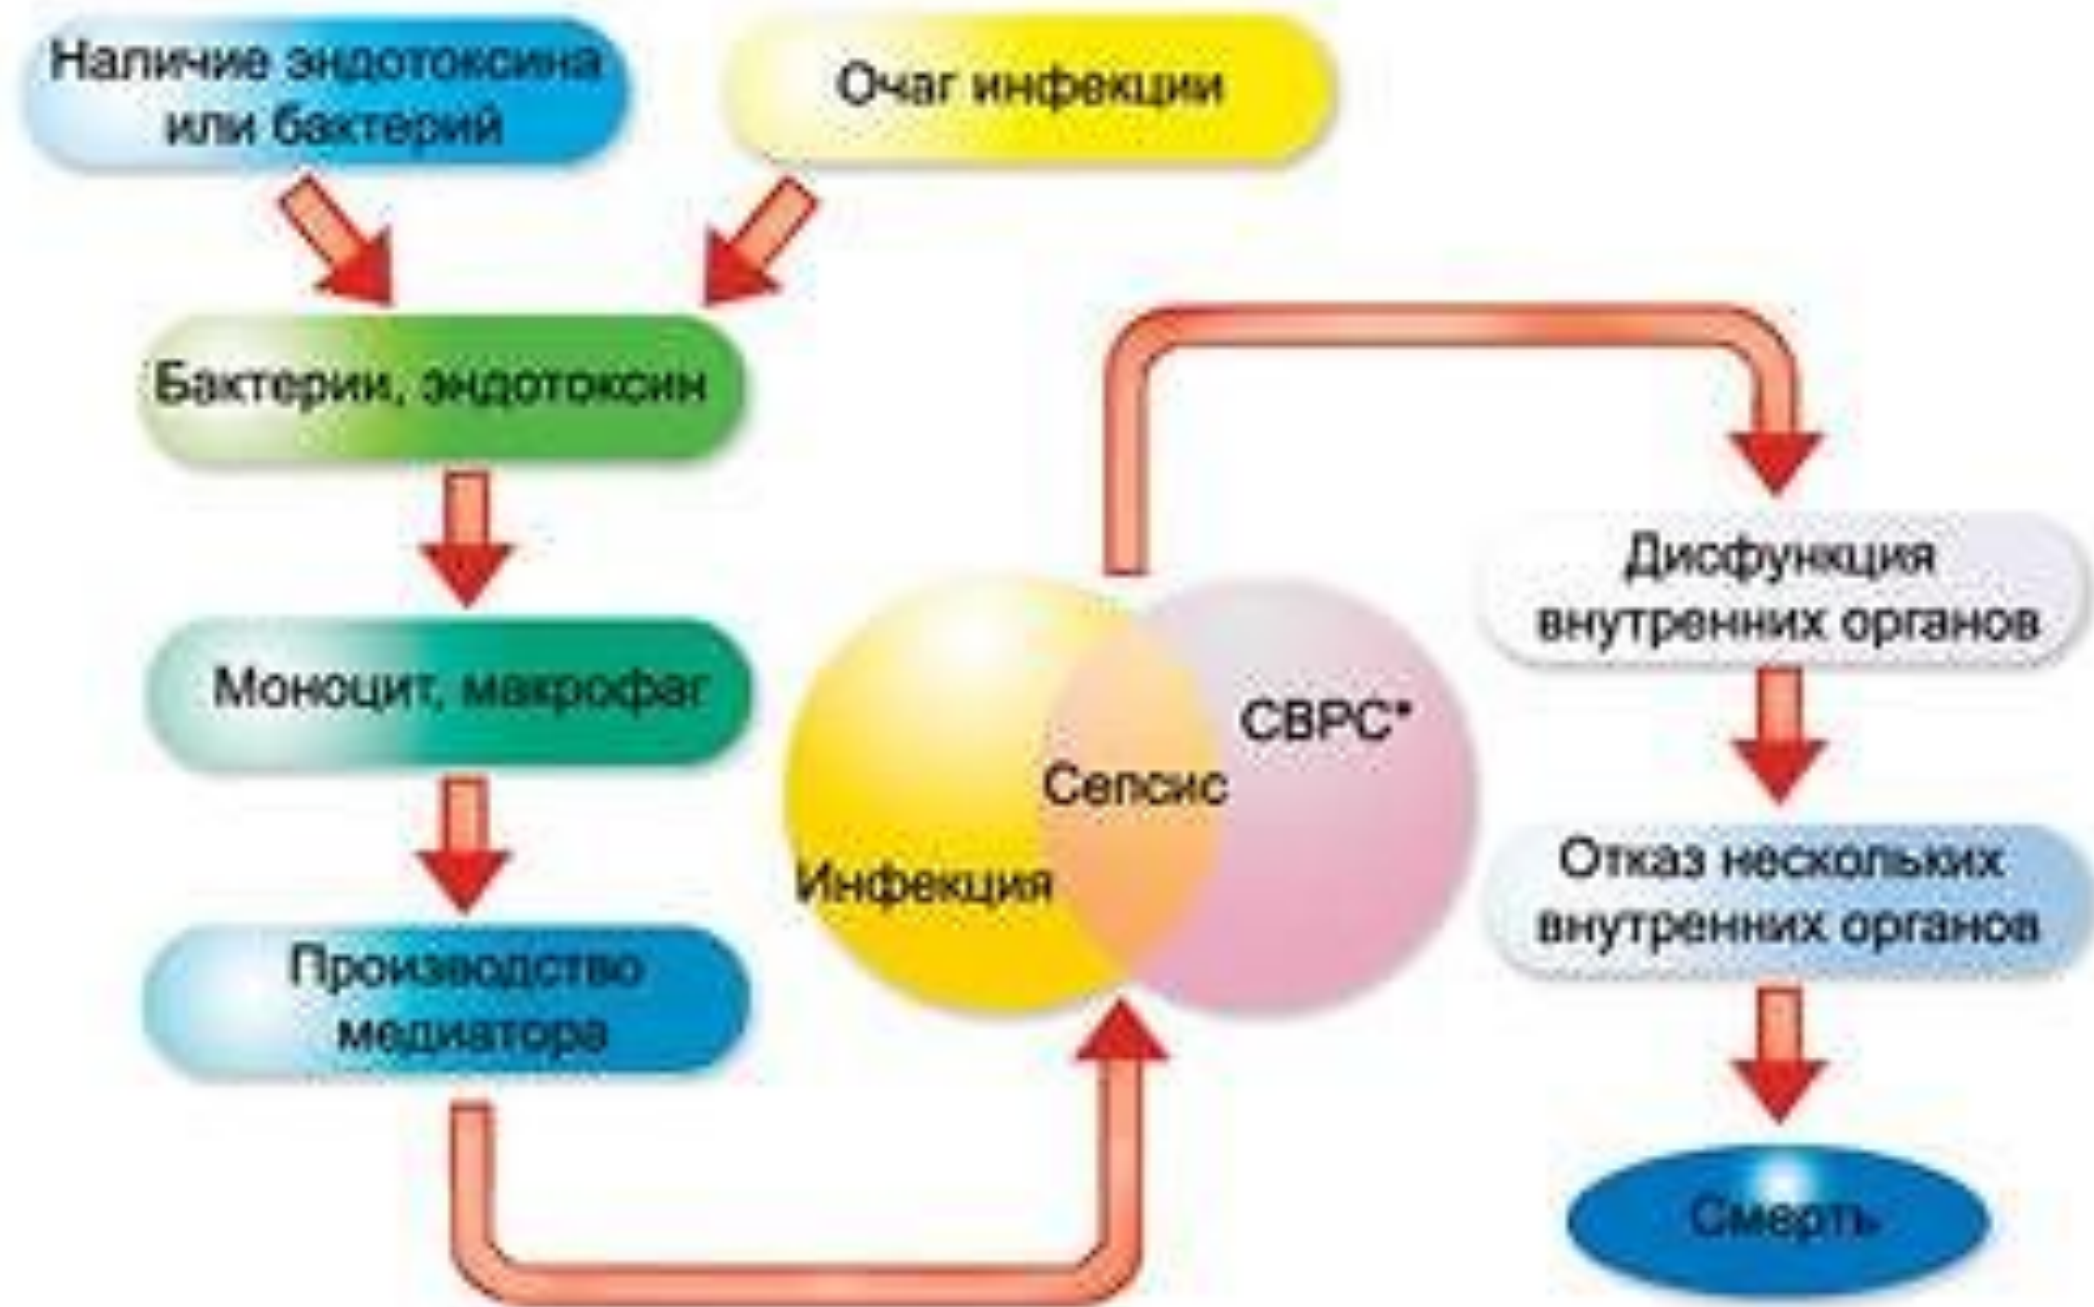 Наличие эндотоксина
или бактерий
Очаг инфекции
Бактерии, эндотоксин
Моноцит, макрофаг
Производство
медиатора
Инфекция
Сепсис
СВРС*
Дисфункция
внутренних органов
Отказ нескольких
внутренних органов
Смерть